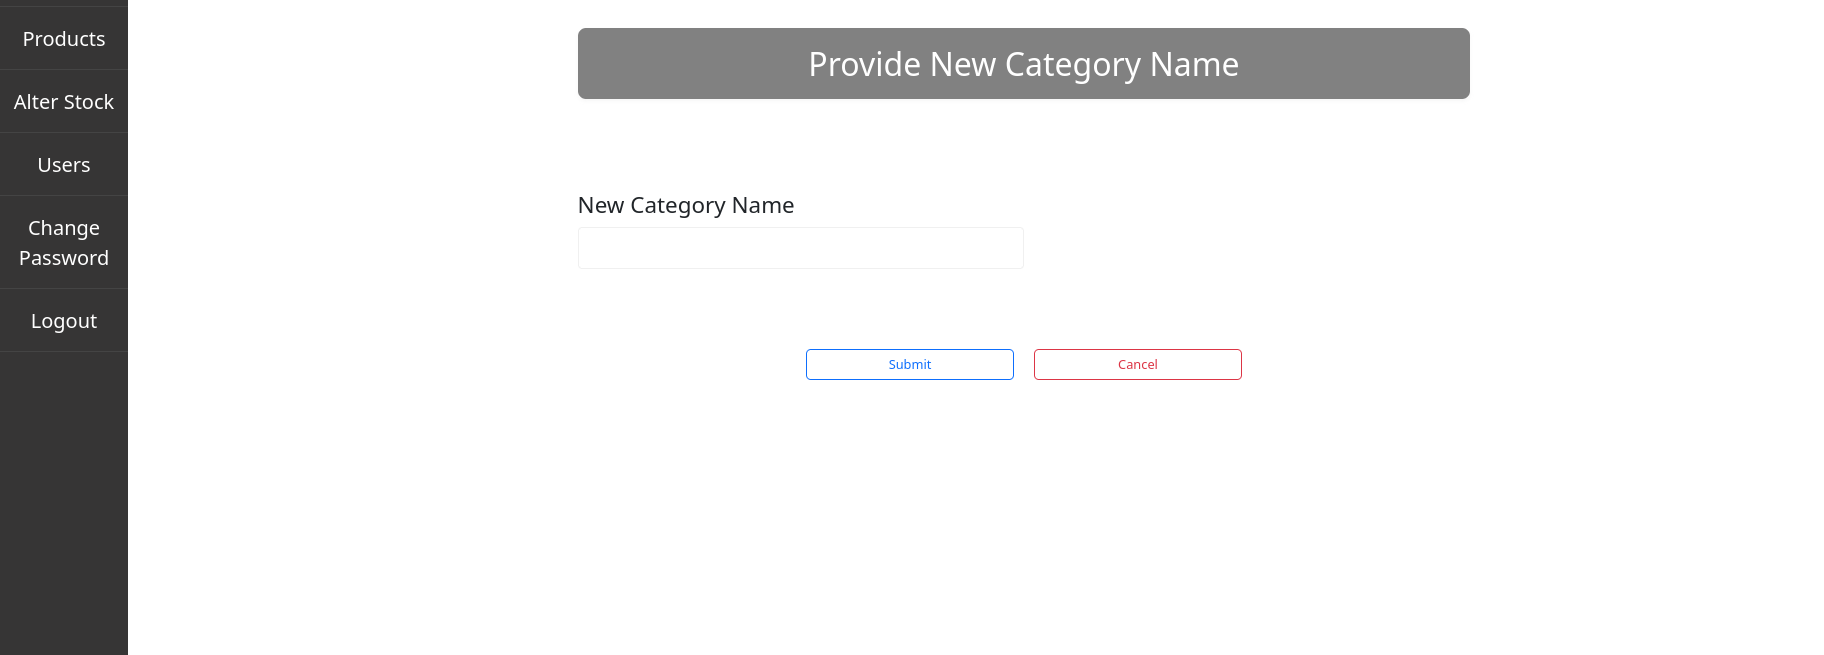 Products
Alter Stock
Users
Change
Password
Logout
Provide New Category Name
New Category Name
Submit
Cancel